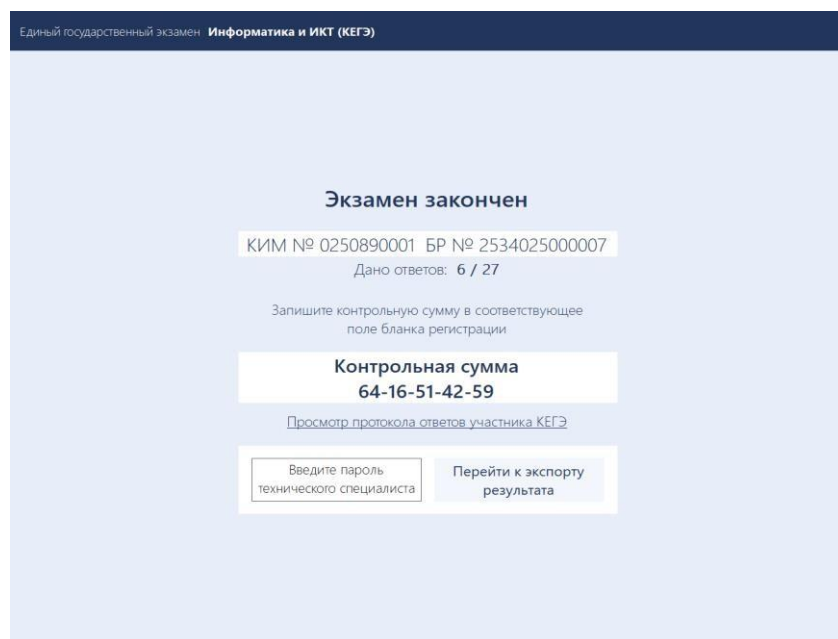 Единый государственный экзамен Информатика и ИКТ (КЕГЭ)
Экзамен закончен
КИМ № 0250890001 БР № 2534025000007
Дано ответов: 6 / 27
Запишите контрольную сумму в соответствующее
поле бланка регистрации
Контрольная сумма
64-16-51-42-59
Просмотр протокола ответов участника КЕГЭ
Введите пароль
технического специалиста
Перейти к экспорту
результата